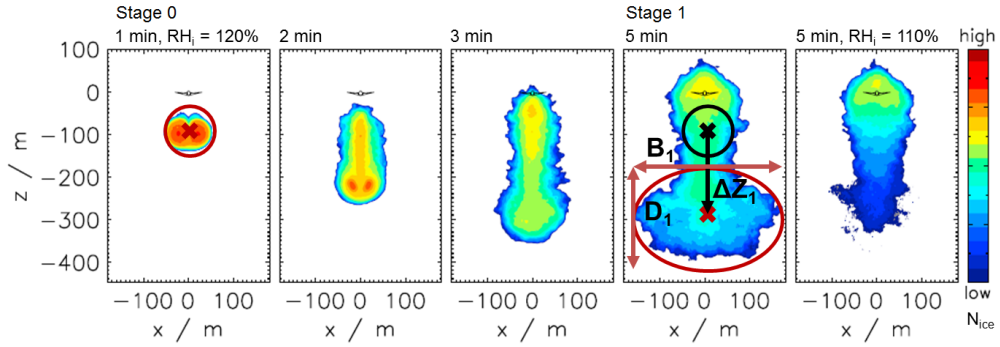 Stage 0
Stage 1
1 min, RHi = 120%
2 min
3 min
5 min
5 min, RHi = 110%
high
100
0
−100
−200
−300
−400
z / m
B1
ΔZ1
D1
−100 0 100
−100 0 100
−100 0 100
−100 0 100
−100 0 100
low
x / m
x / m
x / m
x / m
x / m
Nice